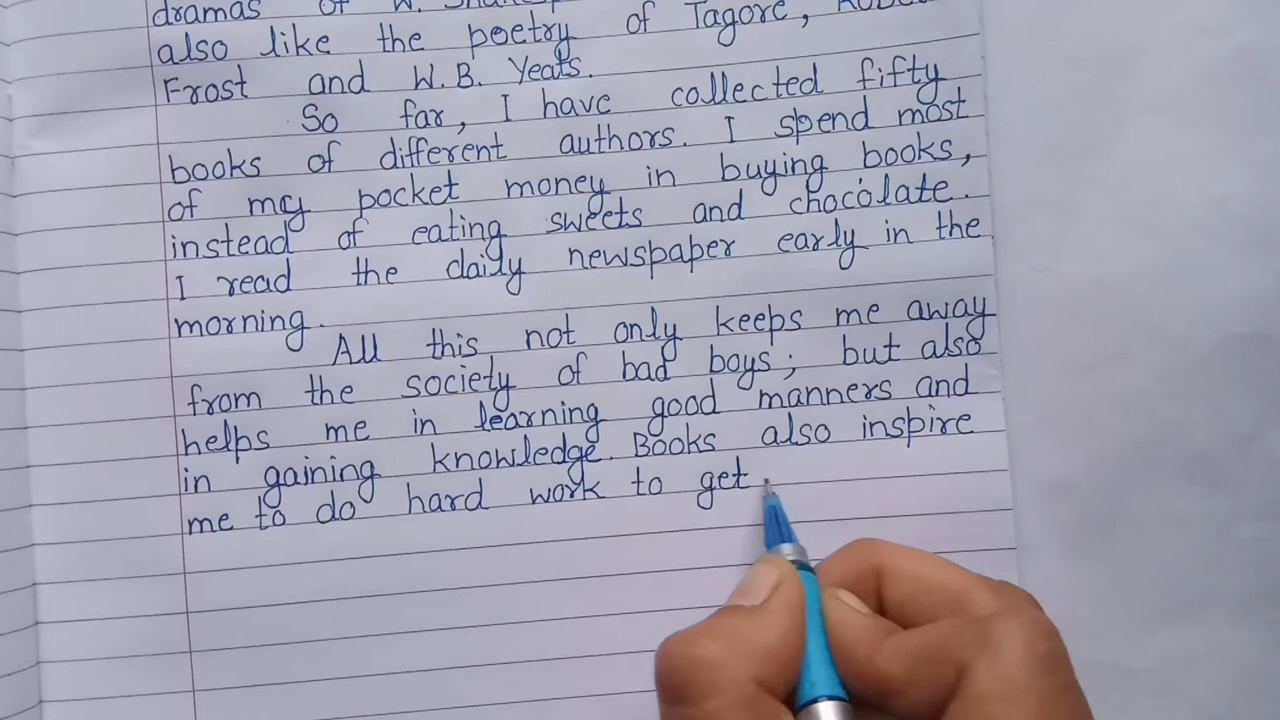 dramas of W.
also like the poetry of Tagore,
Frost and W.B. Yeats.
So far, I have collected fifty
books of different authors. I spend most
of my pocket money in buying books,
instead of eating sweets and chocolate.
I read the daily newspaper early in the
morning.
All this not only keeps me away
from the society of bad boys; but also
helps me in learning good manners and
in gaining knowledge. Books also inspire
me to do hard work to get